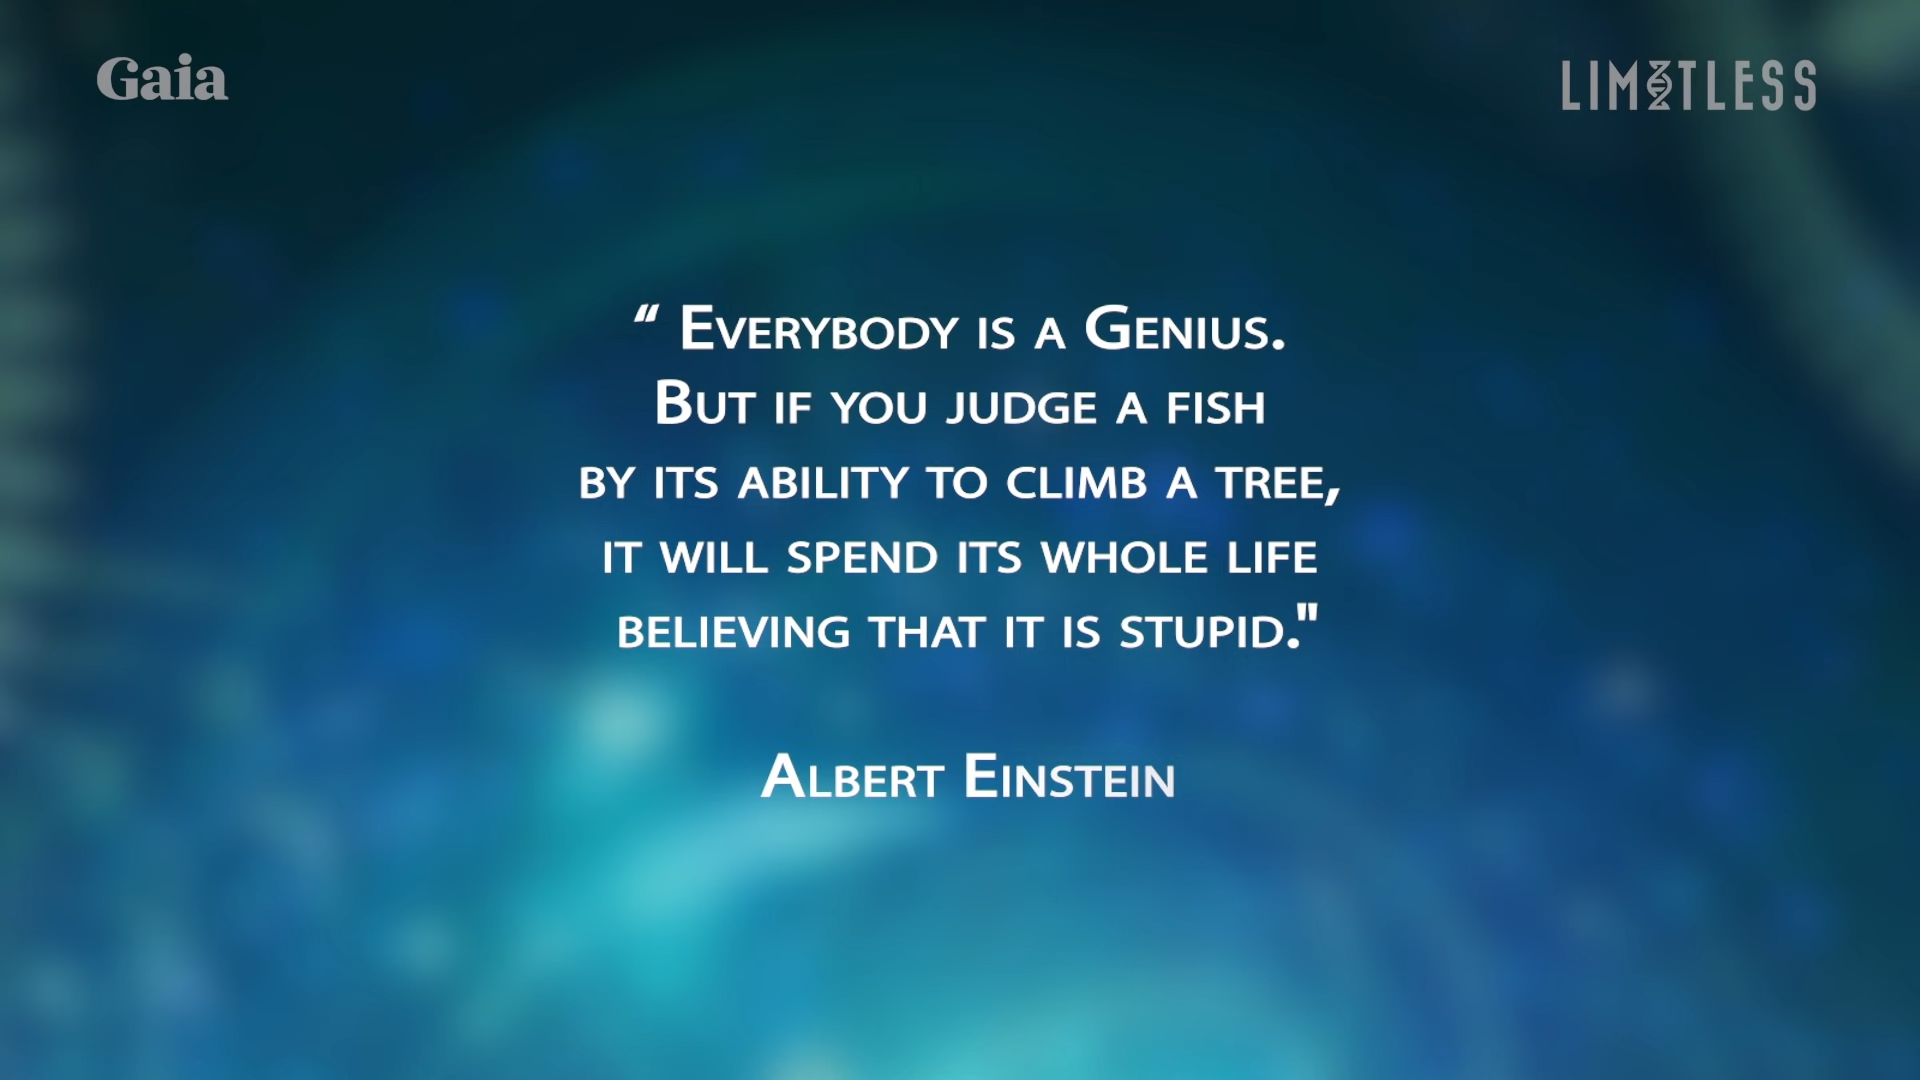 Gaia
LIMITLESS
“ Everybody is a Genius.
But if you judge a fish
by its ability to climb a tree,
it will spend its whole life
believing that it is stupid."
Albert Einstein